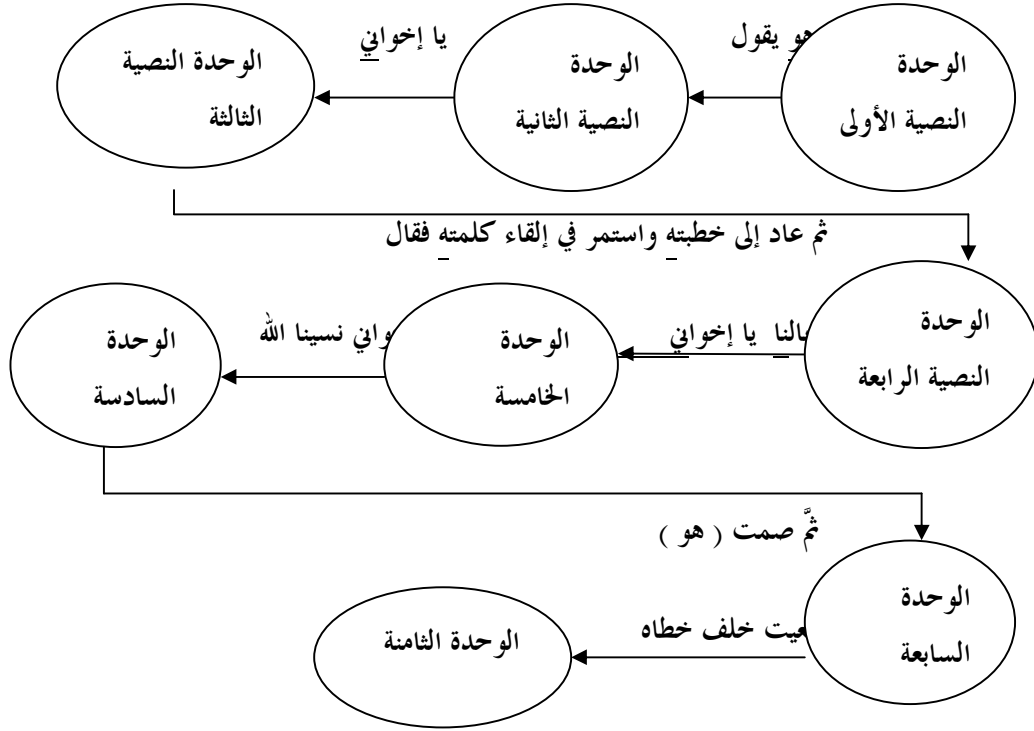 الوحدة
النصية الأولى
هو يقول
الوحدة
النصية الثانية
يا إخواني
الوحدة النصية
الثالثة
ثم عاد إلى خطبته واستمر في إلقاء كلمته فقال
الوحدة
النصية الرابعة
يا إخواني
الوحدة
الخامسة
نسينا الله
الوحدة
السادسة
ثمَّ صمت ( هو )
الوحدة
السابعة
خلف خطاه
الوحدة الثامنة